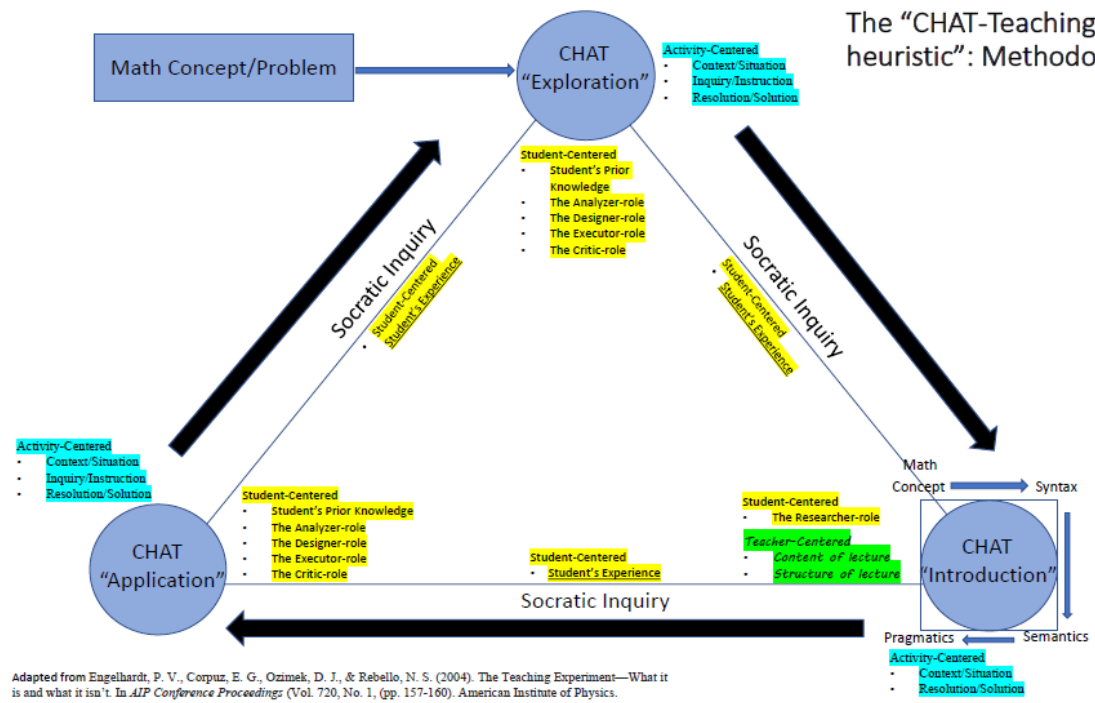 The “CHAT-Teaching
heuristic”: Methodo
Math Concept/Problem
CHAT
“Exploration”
Activity-Centered
• Context/Situation
• Inquiry/Instruction
• Resolution/Solution
Student-Centered
• Student’s Prior
Knowledge
• The Analyzer-role
• The Designer-role
• The Executor-role
• The Critic-role
Socratic Inquiry
Student-Centered
• Student’s Experience
Socratic Inquiry
Student-Centered
• Student’s Experience
Activity-Centered
• Context/Situation
• Inquiry/Instruction
• Resolution/Solution
CHAT
“Application”
Student-Centered
• Student’s Prior Knowledge
• The Analyzer-role
• The Designer-role
• The Executor-role
• The Critic-role
Student-Centered
• Student’s Experience
Socratic Inquiry
Student-Centered
• The Researcher-role
Teacher-Centered
• Content of lecture
• Structure of lecture
Math
Concept
Syntax
CHAT
“Introduction”
Pragmatics
Semantics
Activity-Centered
• Context/Situation
• Resolution/Solution
Adapted from Engelhardt, P. V., Corpuz, E. G., Ozimek, D. J., & Rebello, N. S. (2004). The Teaching Experiment—What it
is and what it isn’t. In AIP Conference Proceedings (Vol. 720, No. 1, (pp. 157-160). American Institute of Physics.